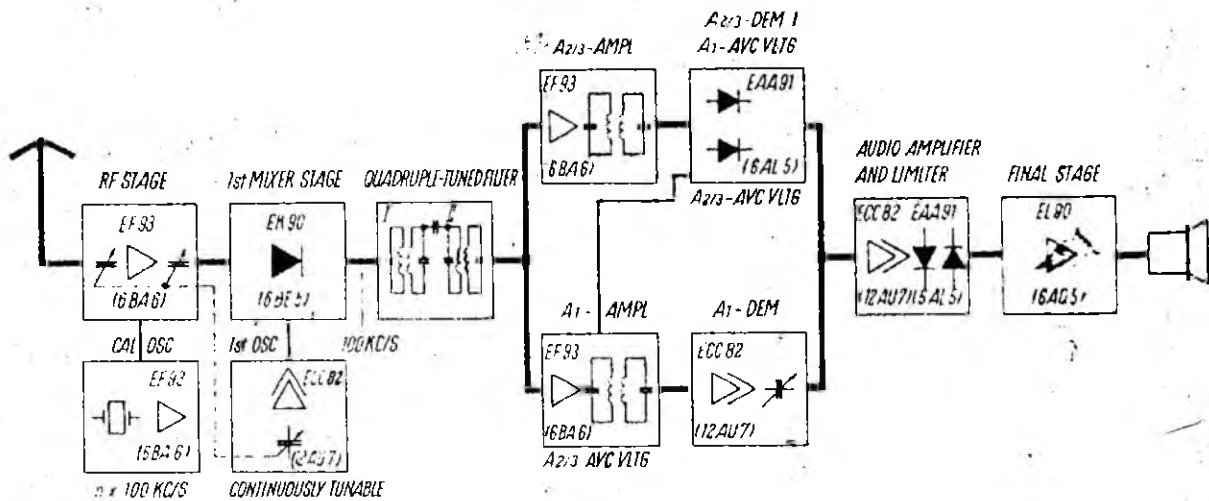 A2/3-DEM I
A1-AVC VLTG
A2/3-AMPL
EF93
(6BA6)
EAA91
(6AL5)
A2/3-AVC VLTG
RF STAGE
EF93
(6BA6)
1st MIXER STAGE
EK90
(6BE5)
QUADRUPLE-TUNED FILTER
I
II
100 KC/S
AUDIO AMPLIFIER
AND LIMITER
ECC82 EAA91
(12AU7)(5AL5)
FINAL STAGE
EL90
(6AQ5)
CAL OSC
EF93
(6BA6)
n x 100 KC/S
1st OSC
ECC82
(12AU7)
CONTINUOUSLY TUNABLE
A1- AMPL
EF93
(6BA6)
A2/3 AVC VLTG
A1-DEM
ECC82
(12AU7)